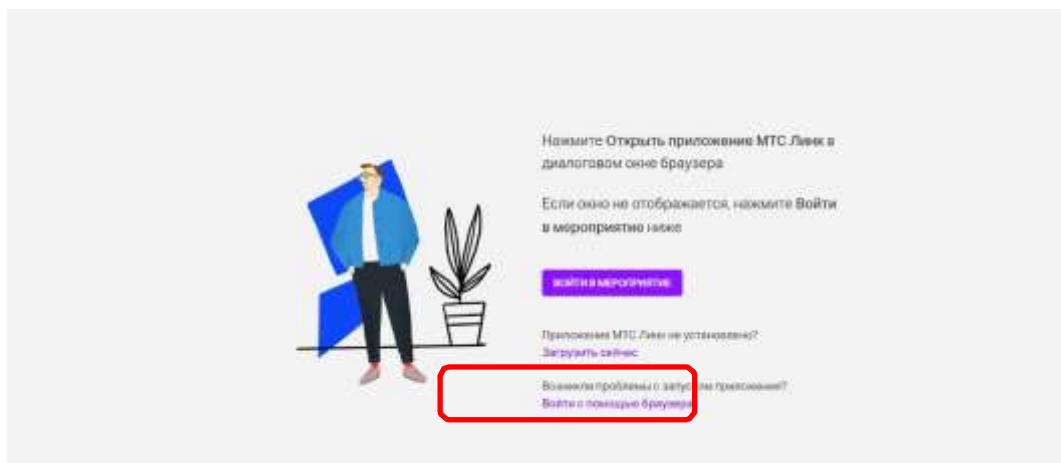 Нажмите Открыть приложение МТС Линк в
диалоговом окне браузера
Если окно не отображается, нажмите Войти
в мероприятие ниже
ВОЙТИ В МЕРОПРИЯТИЕ
Приложение МТС Линк не установлено?
Загрузить сейчас
Возникли проблемы с запуском приложения?
Войти с помощью браузера